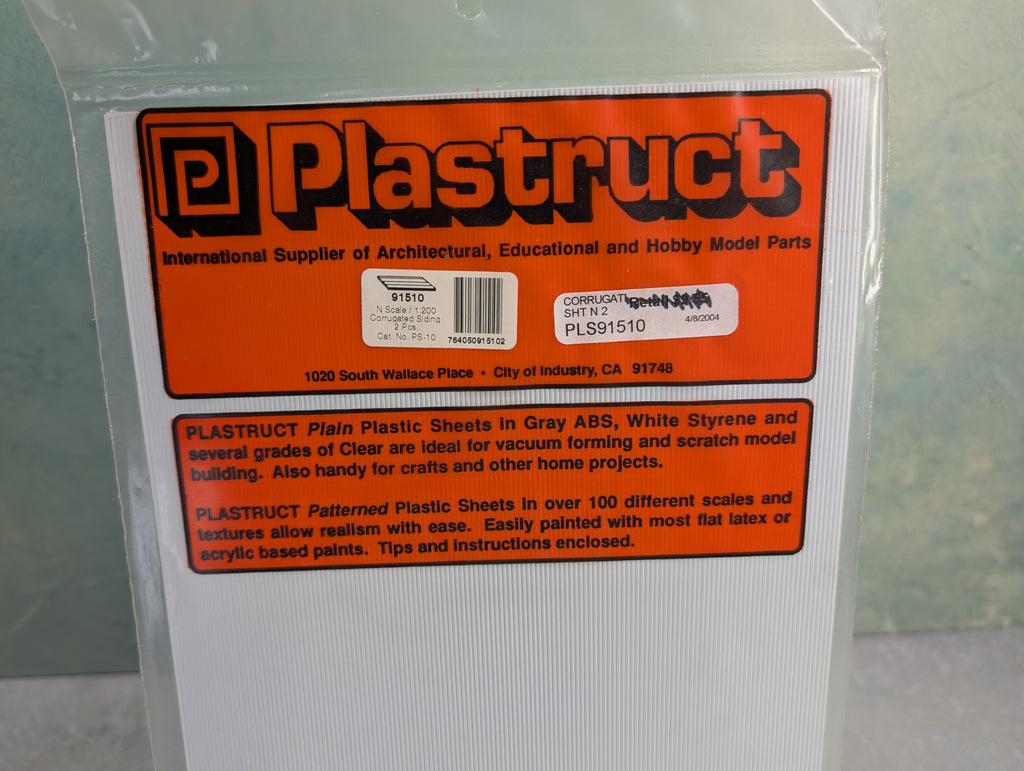 P Plastruct
International Supplier of Architectural, Educational and Hobby Model Parts
91510
N Scale / 1:200
Corrugated Siding
2 Pcs.
Cat. No. PS-10
764050915102
CORRUGATI
SHT N 2
4/8/2004
PLS91510
1020 South Wallace Place • City of Industry, CA 91748
PLASTRUCT Plain Plastic Sheets in Gray ABS, White Styrene and
several grades of Clear are ideal for vacuum forming and scratch model
building. Also handy for crafts and other home projects.
PLASTRUCT Patterned Plastic Sheets in over 100 different scales and
textures allow realism with ease. Easily painted with most flat latex or
acrylic based paints. Tips and instructions enclosed.